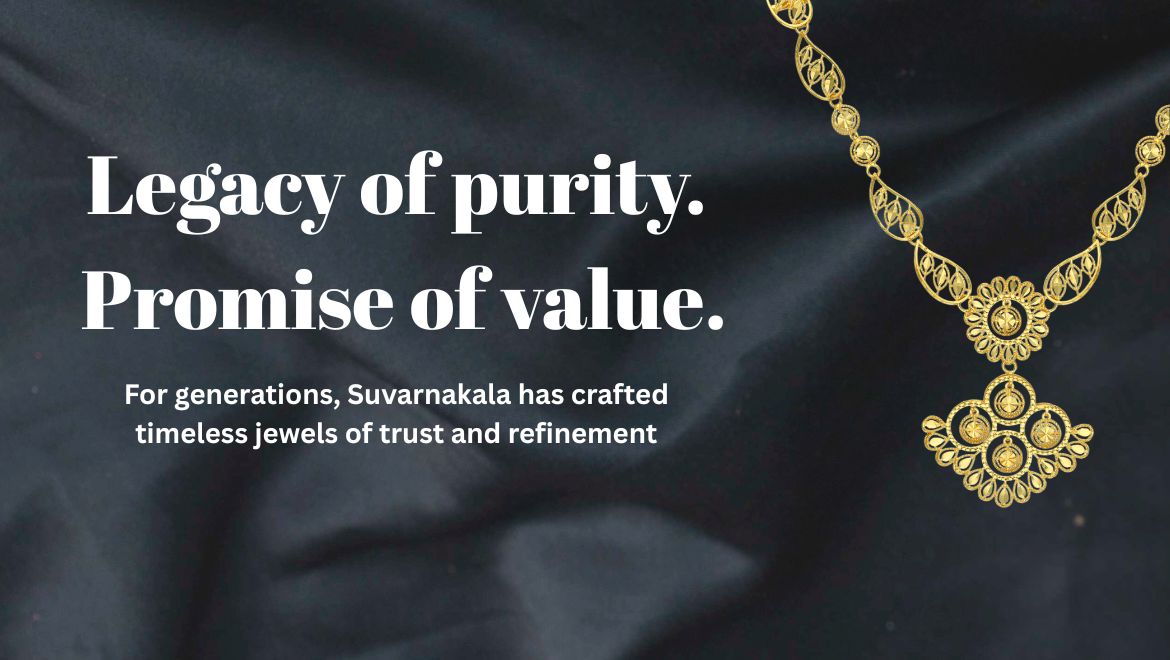 Legacy of purity.
Promise of value.
For generations, Suvarnakala has crafted
timeless jewels of trust and refinement